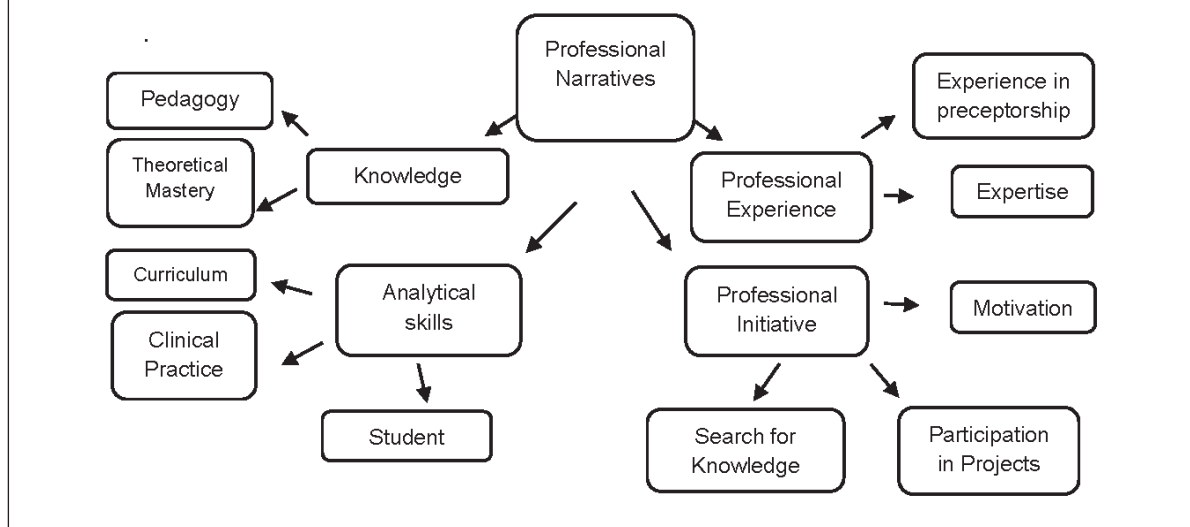 Professional
Narratives
Pedagogy
Theoretical
Mastery
Knowledge
Experience in
preceptorship
Professional
Experience
Expertise
Curriculum
Clinical
Practice
Analytical
skills
Student
Professional
Initiative
Motivation
Search for
Knowledge
Participation
in Projects